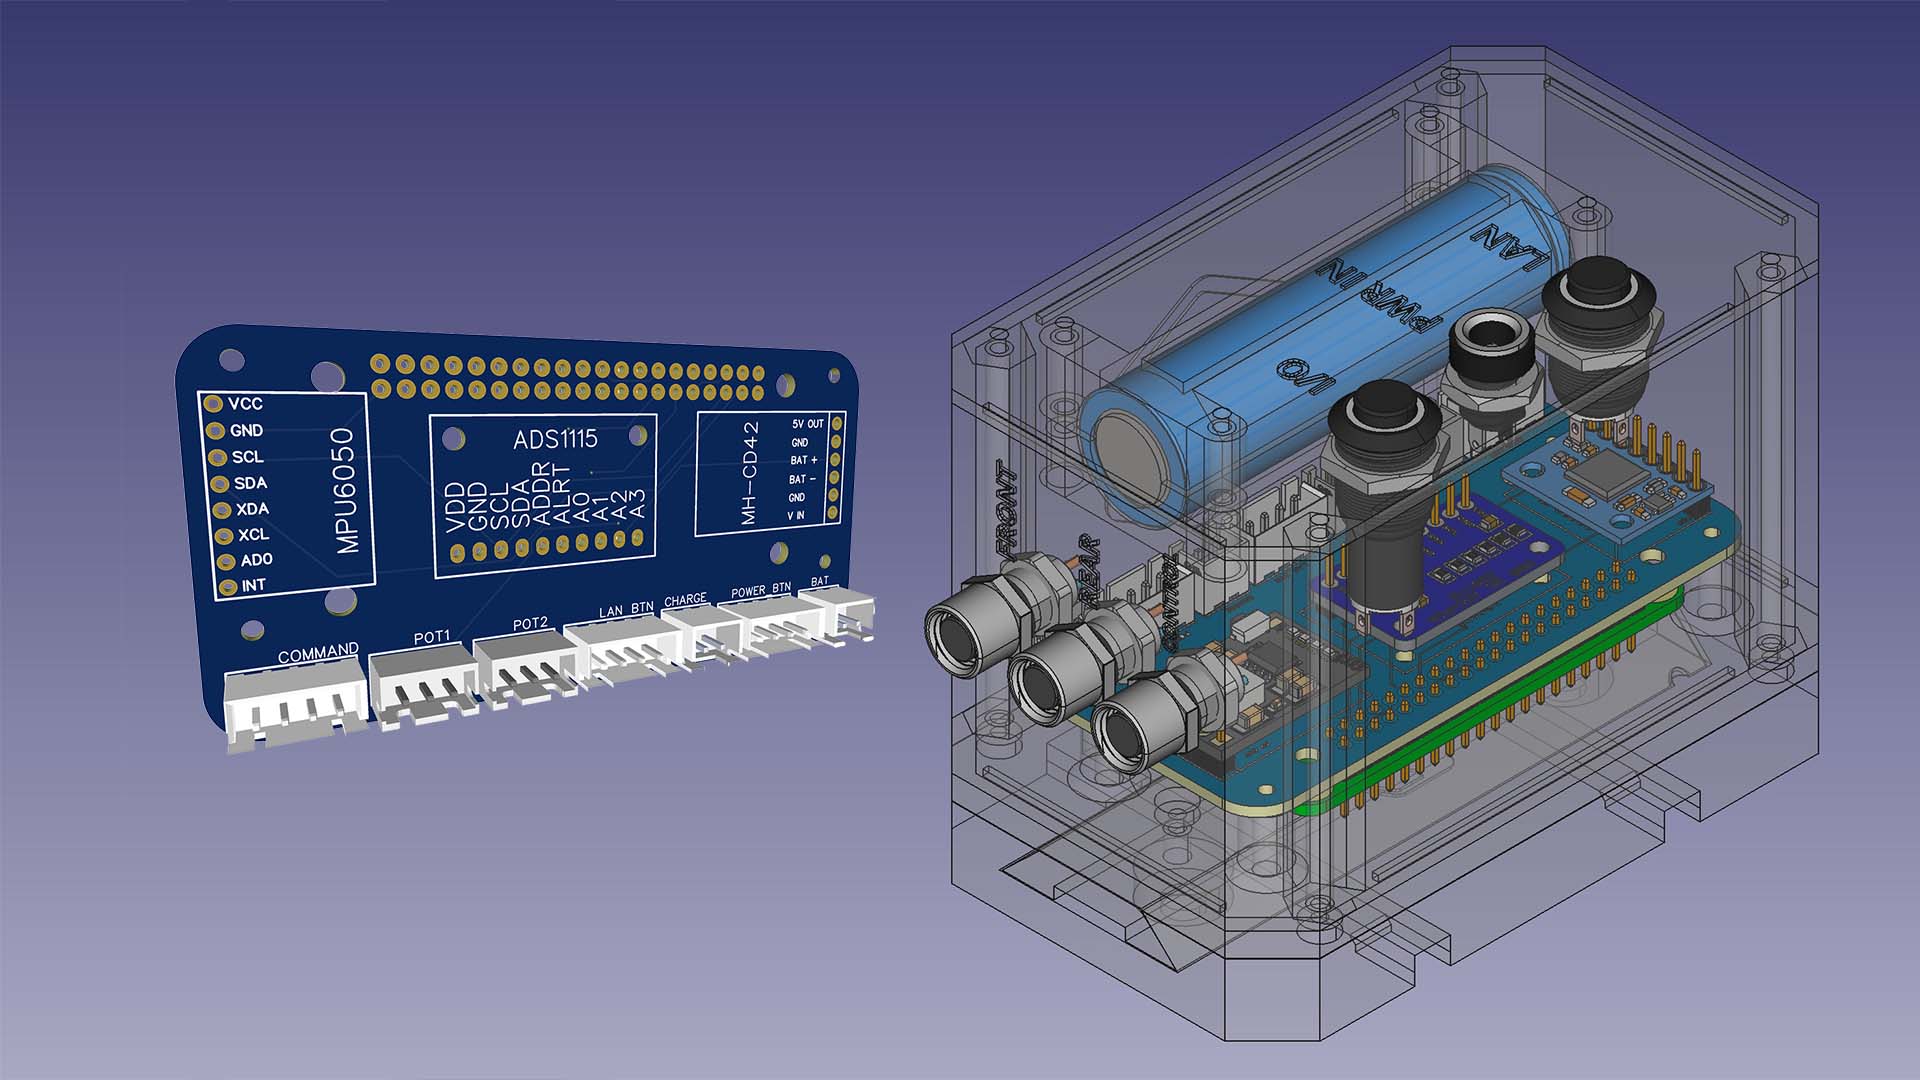 VCC
GND
SCL
SDA
XDA
XCL
AD0
INT
MPU6050
ADS1115
VDD
GND
SCL
SDA
ADDR
ALRT
A0
A1
A2
A3
MH-CD42
5V OUT
GND
BAT +
BAT -
GND
V IN
COMMAND
POT1
POT2
LAN BTN
CHARGE
POWER BTN
BAT
LAN
PWR IN
I/O
FRONT
REAR
CONTROL